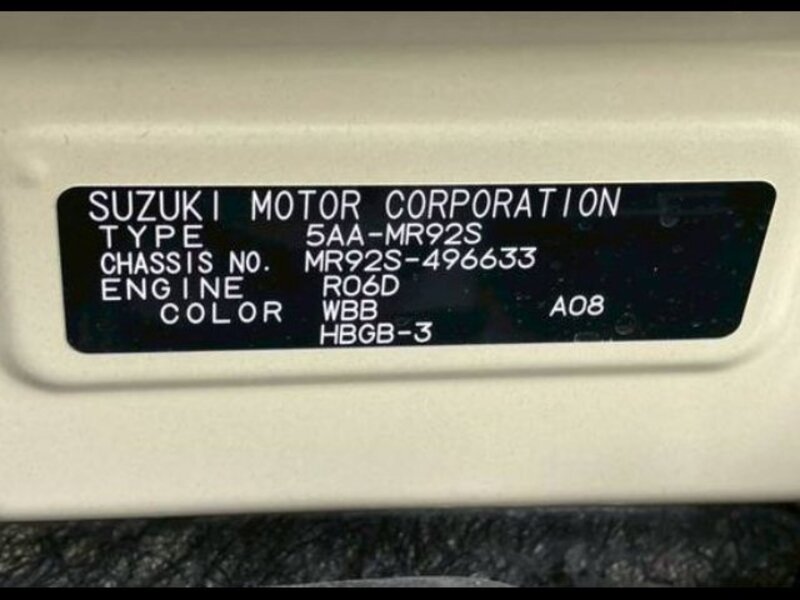 SUZUKI MOTOR CORPORATION
TYPE 5AA-MR92S
CHASSIS NO. MR92S-496633
ENGINE R06D
COLOR WBB A08
HBGB-3